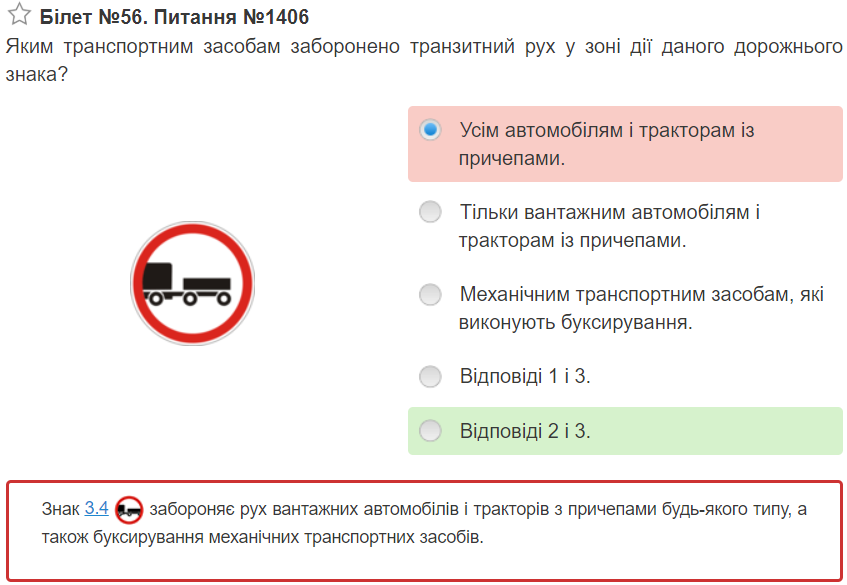 Білет №56. Питання №1406
Яким транспортним засобам заборонено транзитний рух у зоні дії даного дорожнього
знака?
Усім автомобілям і тракторам із
причепами.
Тільки вантажним автомобілям і
тракторам із причепами.
Механічним транспортним засобам, які
виконують буксирування.
Відповіді 1 і 3.
Відповіді 2 і 3.
Знак 3.4 забороняє рух вантажних автомобілів і тракторів з причепами будь-якого типу, а
також буксирування механічних транспортних засобів.